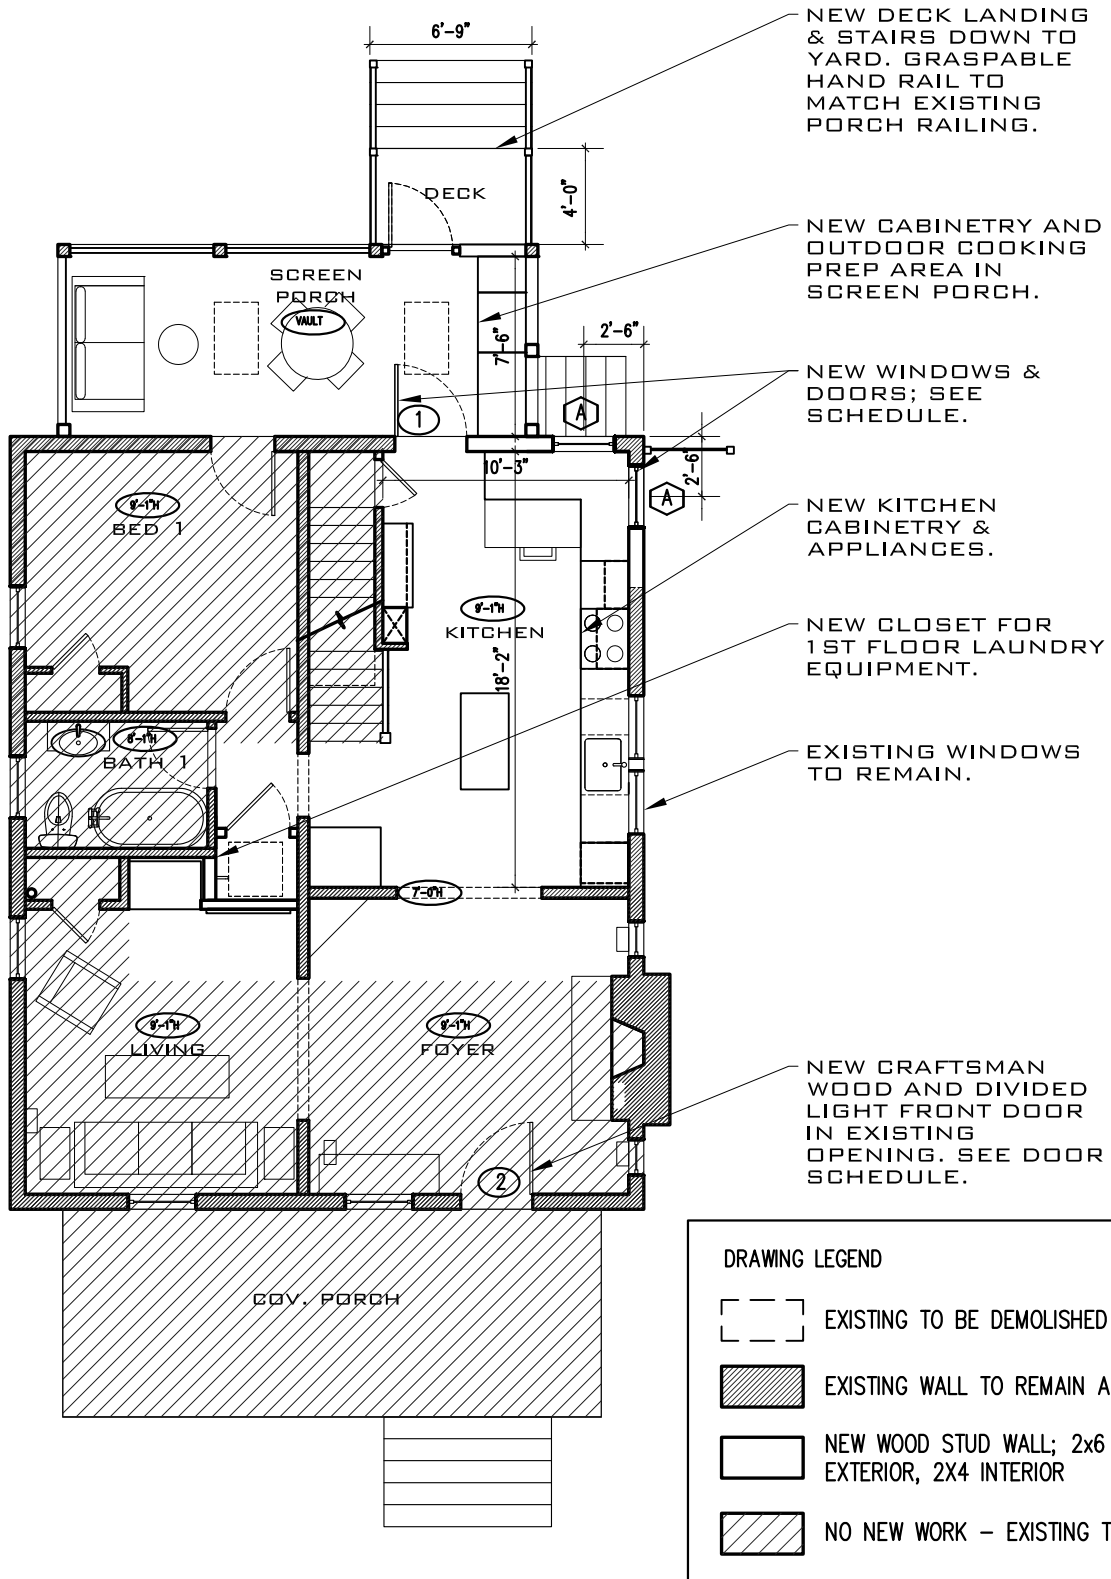 6'-9"
NEW DECK LANDING
& STAIRS DOWN TO
YARD. GRASPABLE
HAND RAIL TO
MATCH EXISTING
PORCH RAILING.
DECK
4'-0"
NEW CABINETRY AND
OUTDOOR COOKING
PREP AREA IN
SCREEN PORCH.
SCREEN
PORCH
VAULT
7'-6"
2'-6"
NEW WINDOWS &
DOORS; SEE
SCHEDULE.
1
A
10'-3"
2'-6"
A
9'-1"H
BED 1
NEW KITCHEN
CABINETRY &
APPLIANCES.
9'-1"H
KITCHEN
NEW CLOSET FOR
1ST FLOOR LAUNDRY
EQUIPMENT.
18'-2"
8'-1"H
BATH 1
EXISTING WINDOWS
TO REMAIN.
7'-0"H
9'-1"H
LIVING
9'-1"H
FOYER
NEW CRAFTSMAN
WOOD AND DIVIDED
LIGHT FRONT DOOR
IN EXISTING
OPENING. SEE DOOR
SCHEDULE.
2
COV. PORCH
DRAWING LEGEND
EXISTING TO BE DEMOLISHED
EXISTING WALL TO REMAIN A
NEW WOOD STUD WALL; 2x6
EXTERIOR, 2X4 INTERIOR
NO NEW WORK – EXISTING T